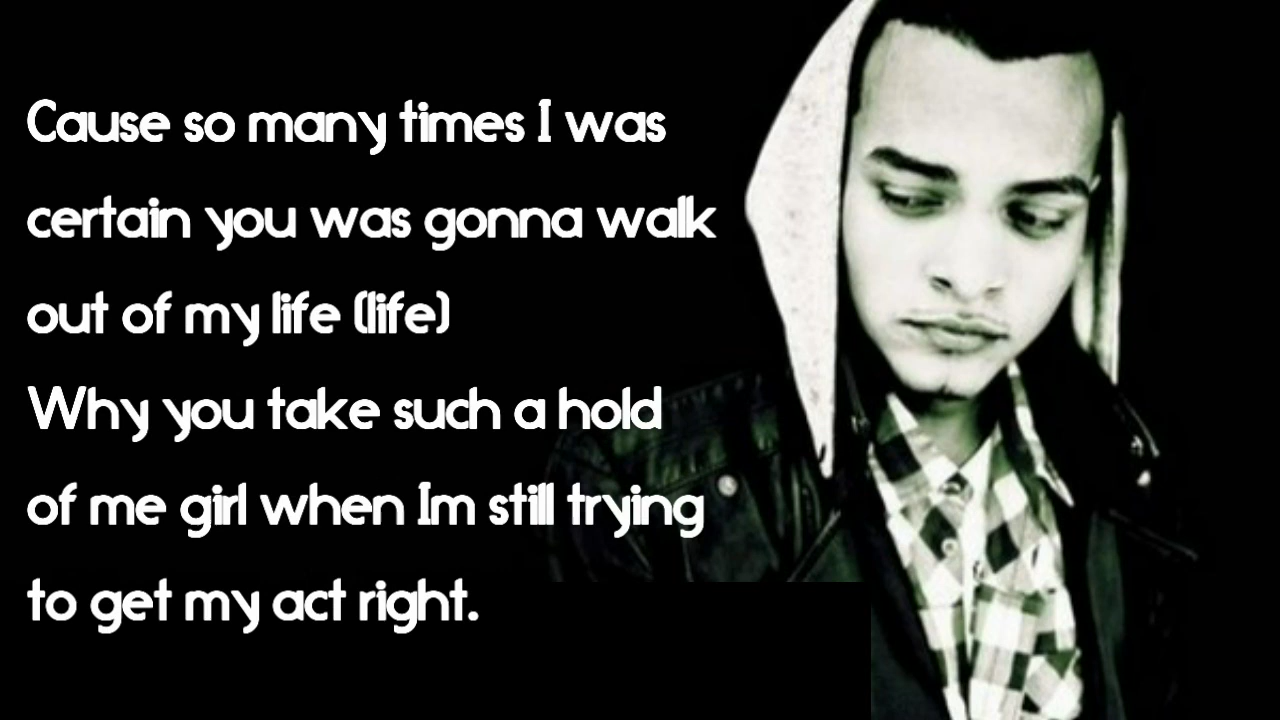 Cause so many times I was
certain you was gonna walk
out of my life (life)
Why you take such a hold
of me girl when Im still trying
to get my act right.